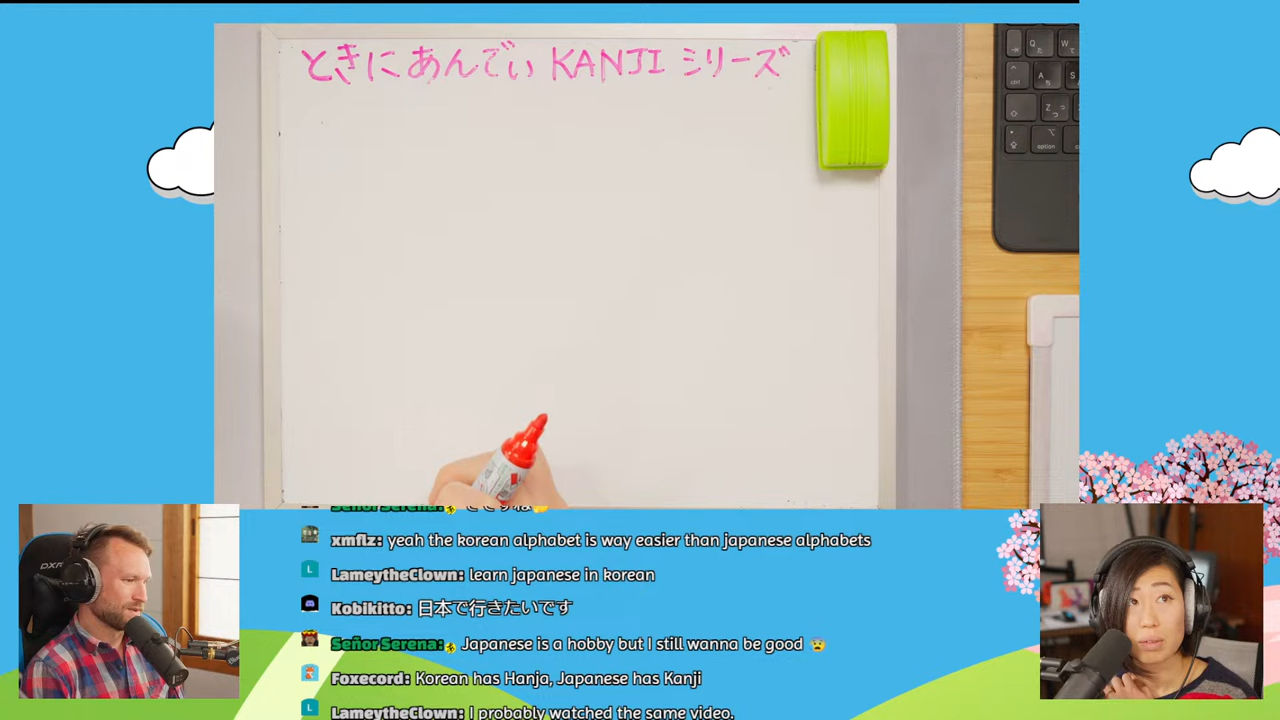 ときにあんでぃ KANJI シリーズ
xmflz: yeah the korean alphabet is way easier than japanese alphabets
LameytheClown: learn japanese in korean
Kobikitto: 日本で行きたいです
SeñorSerena: Japanese is a hobby but I still wanna be good 😰
Foxecord: Korean has Hanja, Japanese has Kanji
LameytheClown: I probably watched the same video.